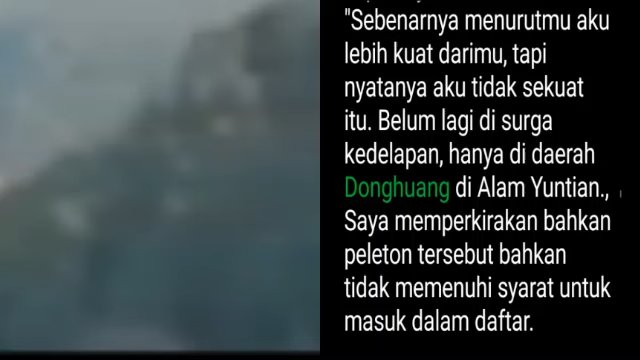 "Sebenarnya menurutmu aku
lebih kuat darimu, tapi
nyatanya aku tidak sekuat
itu. Belum lagi di surga
kedelapan, hanya di daerah
Donghuang di Alam Yuntian.,
Saya memperkirakan bahkan
peleton tersebut bahkan
tidak memenuhi syarat untuk
masuk dalam daftar.